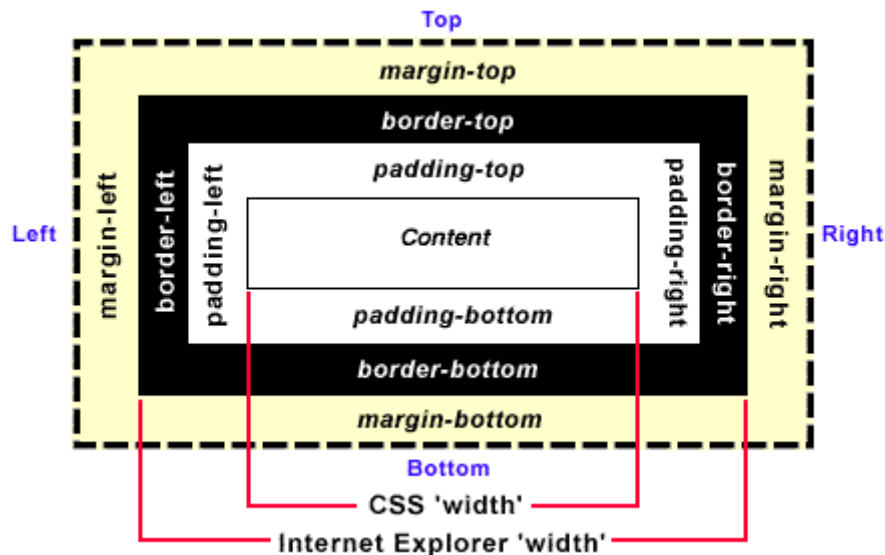 Top
margin-top
border-top
padding-top
Left
margin-left
border-left
padding-left
Content
padding-right
border-right
margin-right
Right
padding-bottom
border-bottom
margin-bottom
Bottom
CSS 'width'
Internet Explorer 'width'